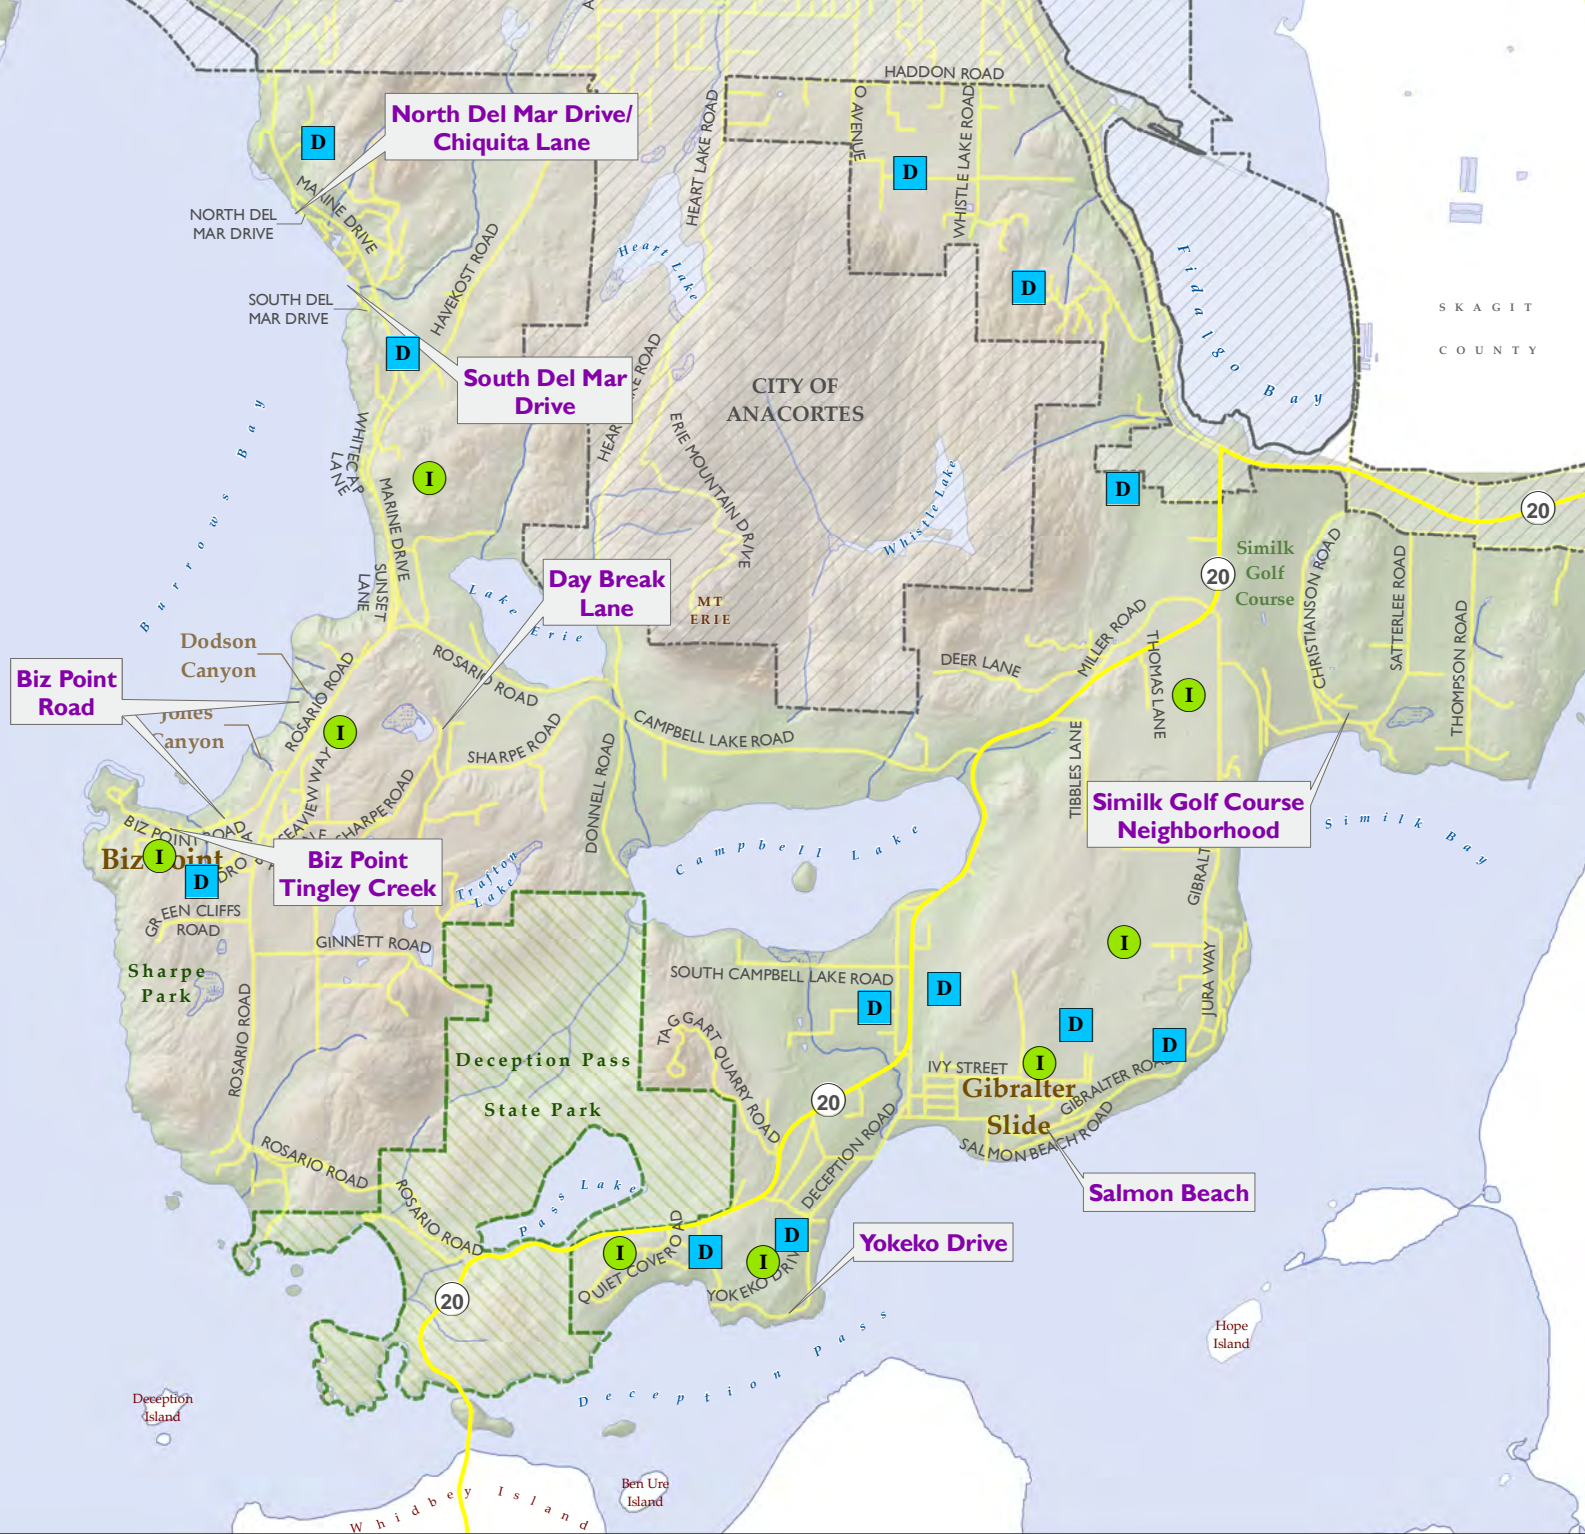 HADDON ROAD
North Del Mar Drive/
Chiquita Lane
D
O AVENUE
HEART LAKE ROAD
WHISTLE LAKE ROAD
D
MARINE DRIVE
NORTH DEL
MAR DRIVE
HAVEKOST ROAD
Heart Lake
Fidalgo Bay
D
SOUTH DEL
MAR DRIVE
SKAGIT
COUNTY
D
South Del Mar
Drive
CITY OF
ANACORTES
WHITECAP
LANE
Burrows Bay
ERIE MOUNTAIN DRIVE
I
MARINE DRIVE
Whistle Lake
D
20
20
Similk
Golf
Course
CHRISTIANSON ROAD
SATTERLEE ROAD
THOMPSON ROAD
SUNSET
LANE
Day Break
Lane
Lake Erie
MT
ERIE
Dodson
Canyon
ROSARIO ROAD
DEER LANE
MILLER ROAD
THOMAS LANE
I
Biz Point
Road
Jones
Canyon
ROSARIO ROAD
I
SHARPE ROAD
CAMPBELL LAKE ROAD
DONNELL ROAD
TIBBLES LANE
SEAVIEW WAY
SHARPE ROAD
Similk Golf Course
Neighborhood
Similk Bay
BIZ POINT ROAD
Biz Point
I
D
Biz Point
Tingley Creek
Trafton
Lake
Campbell Lake
GREEN CLIFFS
ROAD
GINNETT ROAD
Sharpe
Park
I
SOUTH CAMPBELL LAKE ROAD
JURA WAY
D
D
D
D
ROSARIO ROAD
TAGGART QUARRY ROAD
Deception Pass
State Park
IVY STREET
I
Gibralter
Slide
GIBRALTER ROAD
SALMON BEACH ROAD
20
DECEPTION ROAD
ROSARIO ROAD
ROSARIO ROAD
Pass Lake
Salmon Beach
D
D
I
I
QUIET COVE ROAD
YOKEKO DRIVE
Yokeko Drive
20
Deception Pass
Hope
Island
Deception
Island
Ben Ure
Island
Whidbey Island